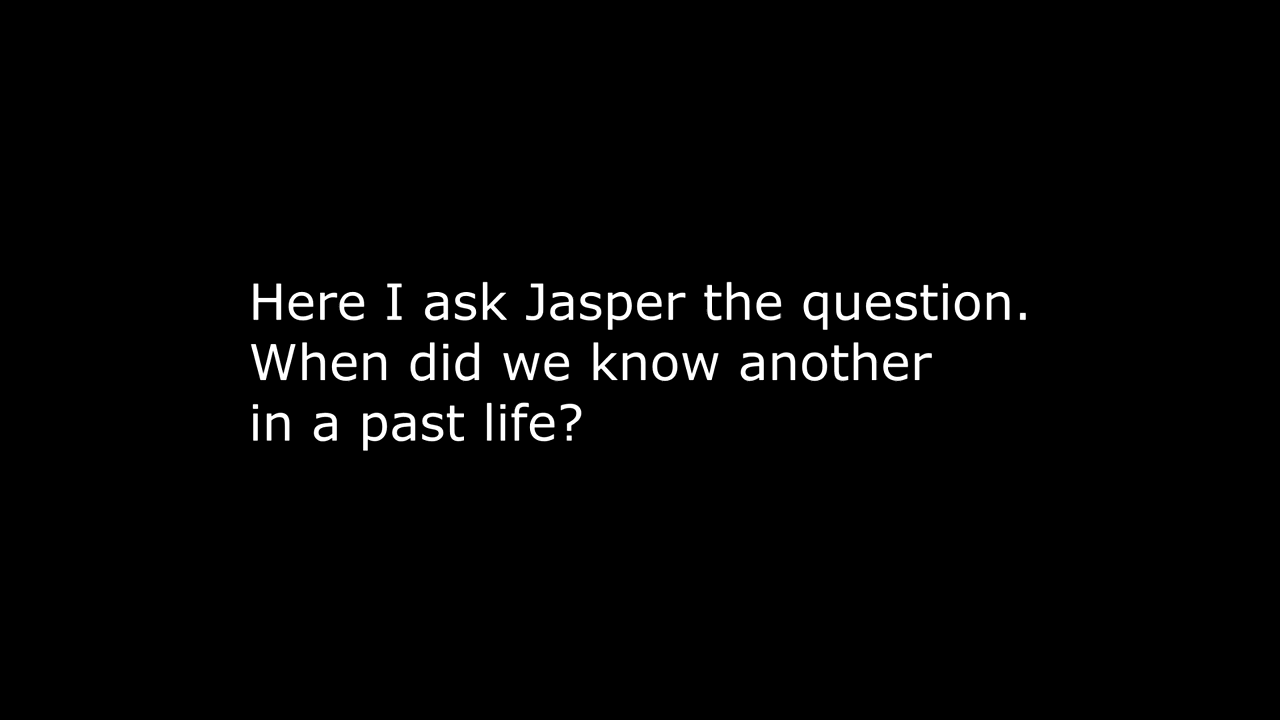 Here I ask Jasper the question.
When did we know another
in a past life?